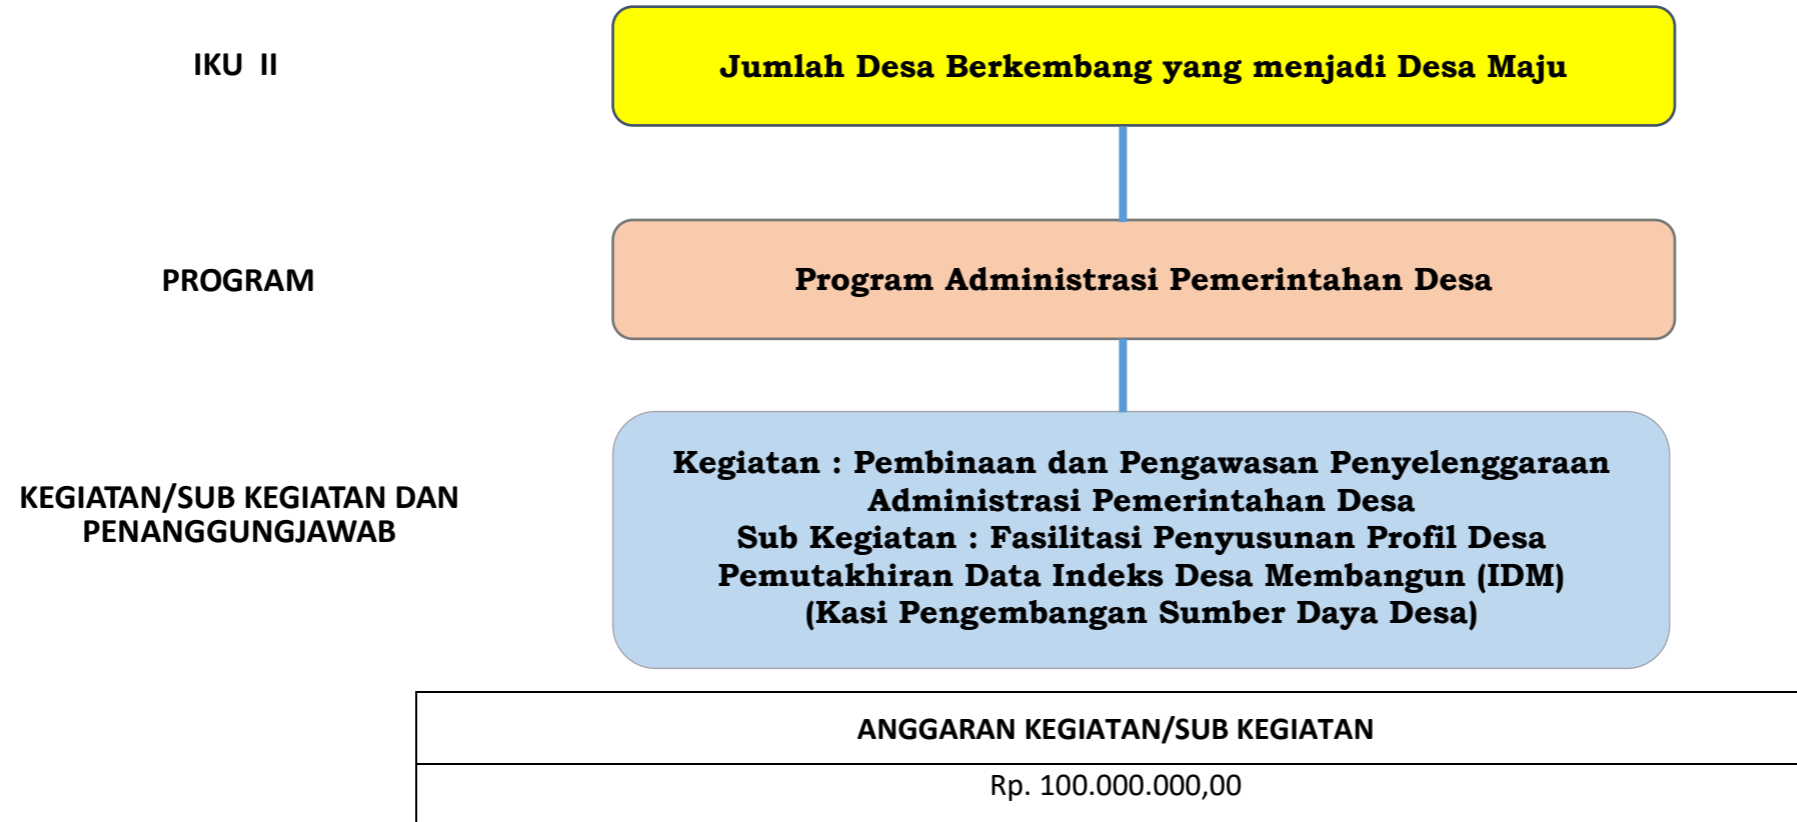 IKU II
Jumlah Desa Berkembang yang menjadi Desa Maju
PROGRAM
Program Administrasi Pemerintahan Desa
KEGIATAN/SUB KEGIATAN DAN
PENANGGUNGJAWAB
Kegiatan : Pembinaan dan Pengawasan Penyelenggaraan
Administrasi Pemerintahan Desa
Sub Kegiatan : Fasilitasi Penyusunan Profil Desa
Pemutakhiran Data Indeks Desa Membangun (IDM)
(Kasi Pengembangan Sumber Daya Desa)
ANGGARAN KEGIATAN/SUB KEGIATAN
Rp. 100.000.000,00